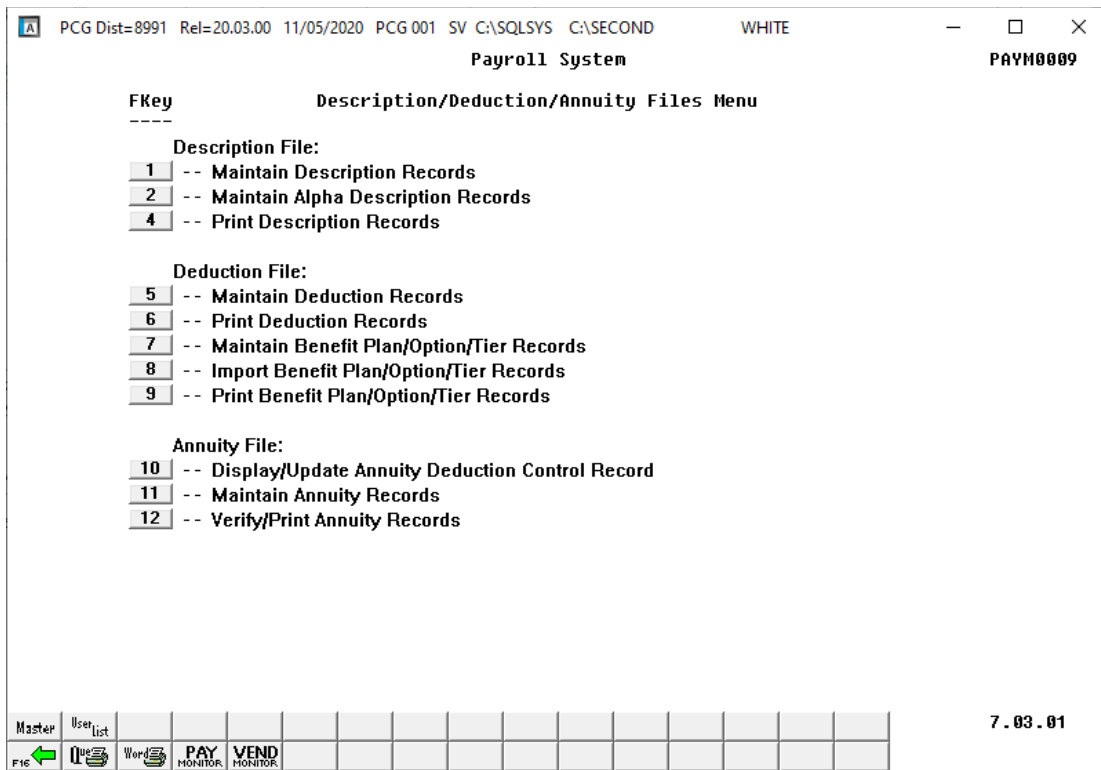 A PCG Dist=8991 Rel=20.03.00 11/05/2020 PCG 001 SV C:\SQLSYS C:\SECOND WHITE
Payroll System PAYM0009
FKey Description/Deduction/Annuity Files Menu
----
Description File:
1 -- Maintain Description Records
2 -- Maintain Alpha Description Records
4 -- Print Description Records
Deduction File:
5 -- Maintain Deduction Records
6 -- Print Deduction Records
7 -- Maintain Benefit Plan/Option/Tier Records
8 -- Import Benefit Plan/Option/Tier Records
9 -- Print Benefit Plan/Option/Tier Records
Annuity File:
10 -- Display/Update Annuity Deduction Control Record
11 -- Maintain Annuity Records
12 -- Verify/Print Annuity Records
Master User List 7.03.01
F16 Que Word PAY MONITOR VEND MONITOR